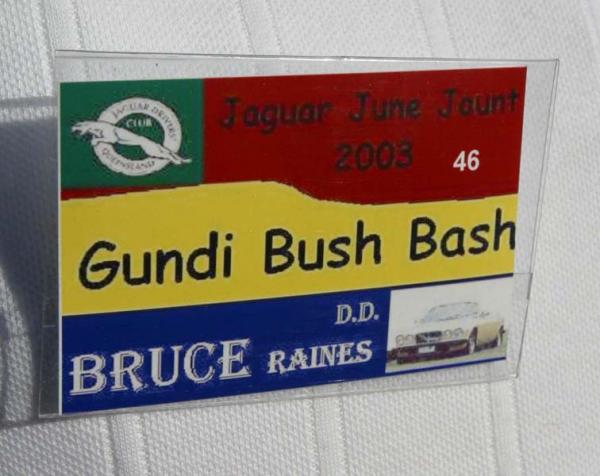 JAGUAR DRIVERS'
CLUB
QUEENSLAND
Jaguar June Jaunt
2003 46
Gundi Bush Bash
D.D.
BRUCE RAINES